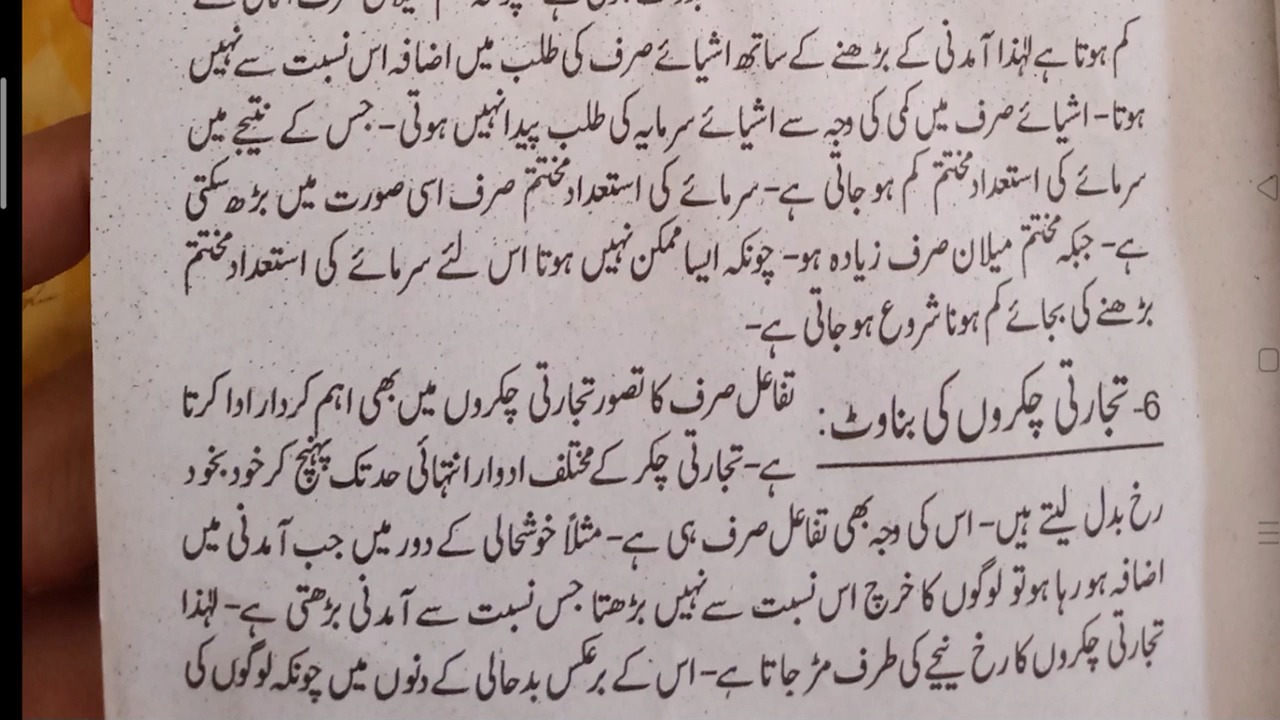 کم ہوتا ہے لہٰذا آمدنی کے بڑھنے کے ساتھ اشیائے صرف کی طلب میں اضافہ اس نسبت سے نہیں
ہوتا- اشیائے صرف میں کمی کی وجہ سے اشیائے سرمایہ کی طلب پیدا نہیں ہوتی- جس کے نتیجے میں
سرمائے کی استعداد مختتم کم ہو جاتی ہے- سرمائے کی استعداد مختتم صرف اسی صورت میں بڑھ سکتی
ہے- جبکہ مختتم میلان صرف زیادہ ہو- چونکہ ایسا ممکن نہیں ہوتا اس لئے سرمائے کی استعداد مختتم
بڑھنے کی بجائے کم ہونا شروع ہو جاتی ہے-
6- تجارتی چکروں کی بناوٹ: تفاعل صرف کا تصور تجارتی چکروں میں بھی اہم کردار ادا کرتا
ہے- تجارتی چکر کے مختلف ادوار انتہائی حد تک پہنچ کر خود بخود
رخ بدل لیتے ہیں- اس کی وجہ بھی تفاعل صرف ہی ہے- مثلاً خوشحالی کے دور میں جب آمدنی میں
اضافہ ہو رہا ہو تو لوگوں کا خرچ اس نسبت سے نہیں بڑھتا جس نسبت سے آمدنی بڑھتی ہے- لہٰذا
تجارتی چکروں کا رخ نیچے کی طرف مڑ جاتا ہے- اس کے برعکس بدحالی کے دنوں میں چونکہ لوگوں کی